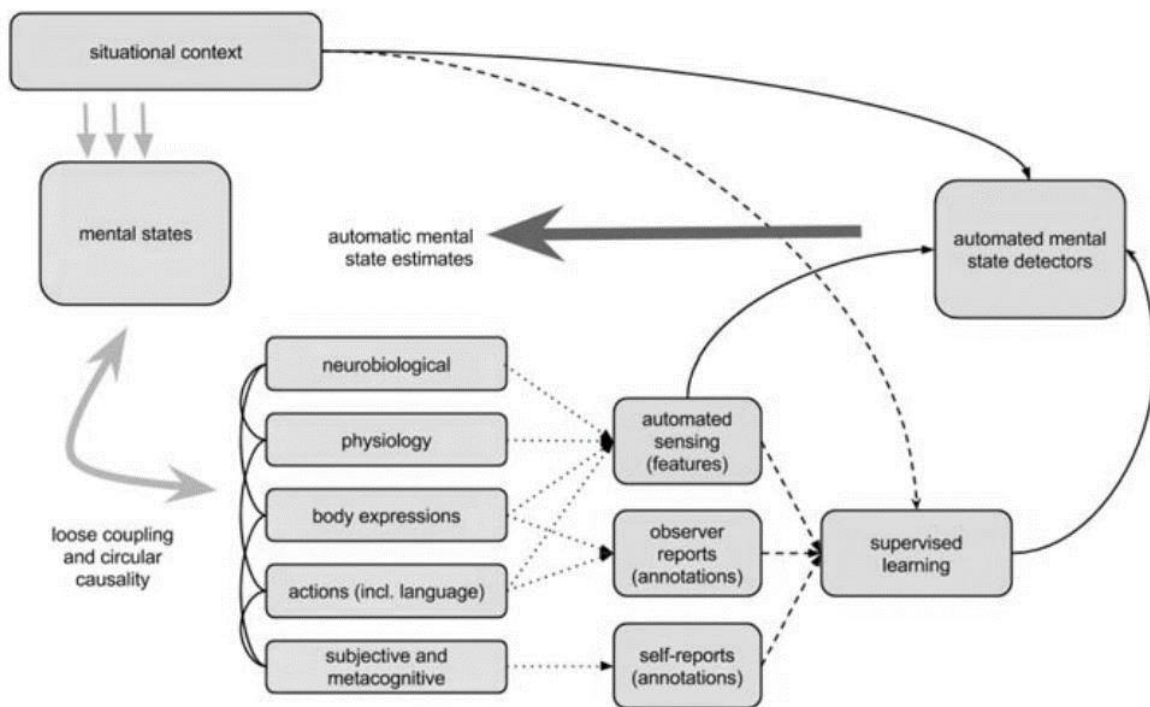 situational context
mental states
automatic mental
state estimates
automated mental
state detectors
neurobiological
physiology
body expressions
actions (incl. language)
subjective and
metacognitive
loose coupling
and circular
causality
automated
sensing
(features)
observer
reports
(annotations)
self-reports
(annotations)
supervised
learning